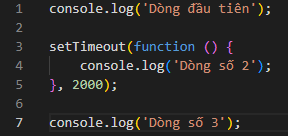 1 console.log('Dòng đầu tiên');
2
3 setTimeout(function () {
4     console.log('Dòng số 2');
5 }, 2000);
6
7 console.log('Dòng số 3');